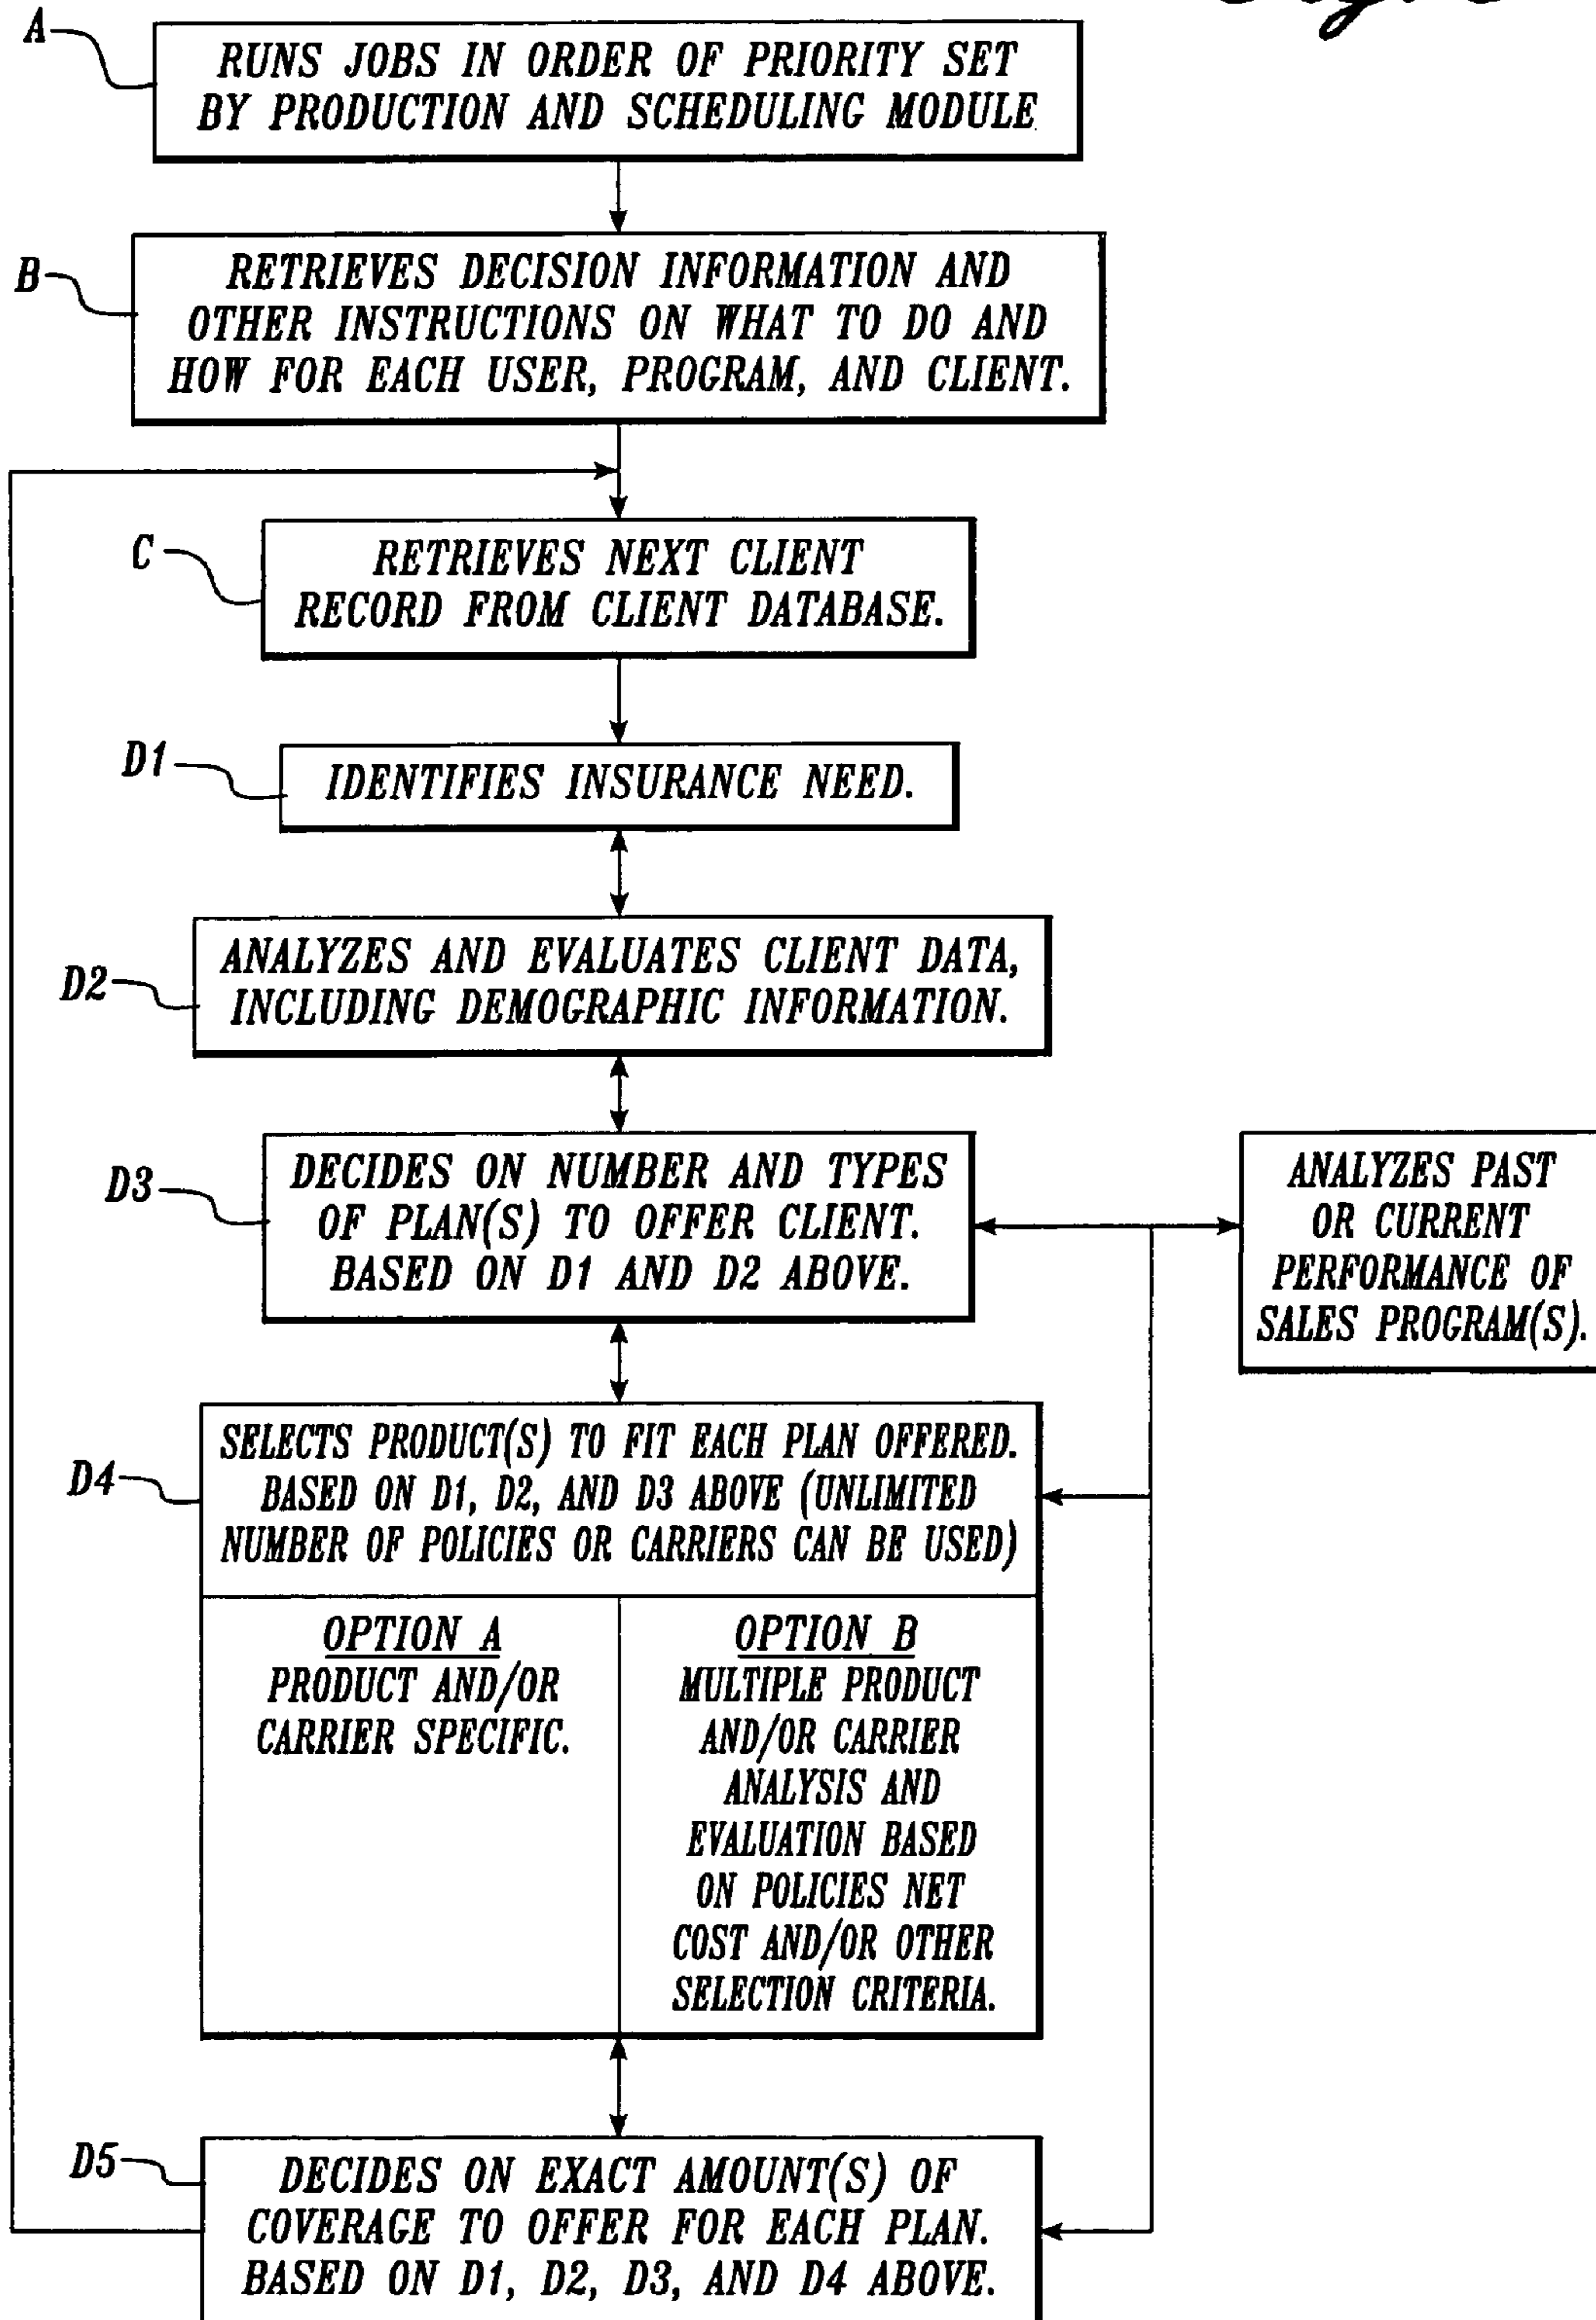 A
RUNS JOBS IN ORDER OF PRIORITY SET
BY PRODUCTION AND SCHEDULING MODULE
B
RETRIEVES DECISION INFORMATION AND
OTHER INSTRUCTIONS ON WHAT TO DO AND
HOW FOR EACH USER, PROGRAM, AND CLIENT.
C
RETRIEVES NEXT CLIENT
RECORD FROM CLIENT DATABASE.
D1
IDENTIFIES INSURANCE NEED.
D2
ANALYZES AND EVALUATES CLIENT DATA,
INCLUDING DEMOGRAPHIC INFORMATION.
D3
DECIDES ON NUMBER AND TYPES
OF PLAN(S) TO OFFER CLIENT.
BASED ON D1 AND D2 ABOVE.
ANALYZES PAST
OR CURRENT
PERFORMANCE OF
SALES PROGRAM(S).
D4
SELECTS PRODUCT(S) TO FIT EACH PLAN OFFERED.
BASED ON D1, D2, AND D3 ABOVE (UNLIMITED
NUMBER OF POLICIES OR CARRIERS CAN BE USED)
OPTION A
PRODUCT AND/OR
CARRIER SPECIFIC.
OPTION B
MULTIPLE PRODUCT
AND/OR CARRIER
ANALYSIS AND
EVALUATION BASED
ON POLICIES NET
COST AND/OR OTHER
SELECTION CRITERIA.
D5
DECIDES ON EXACT AMOUNT(S) OF
COVERAGE TO OFFER FOR EACH PLAN.
BASED ON D1, D2, D3, AND D4 ABOVE.